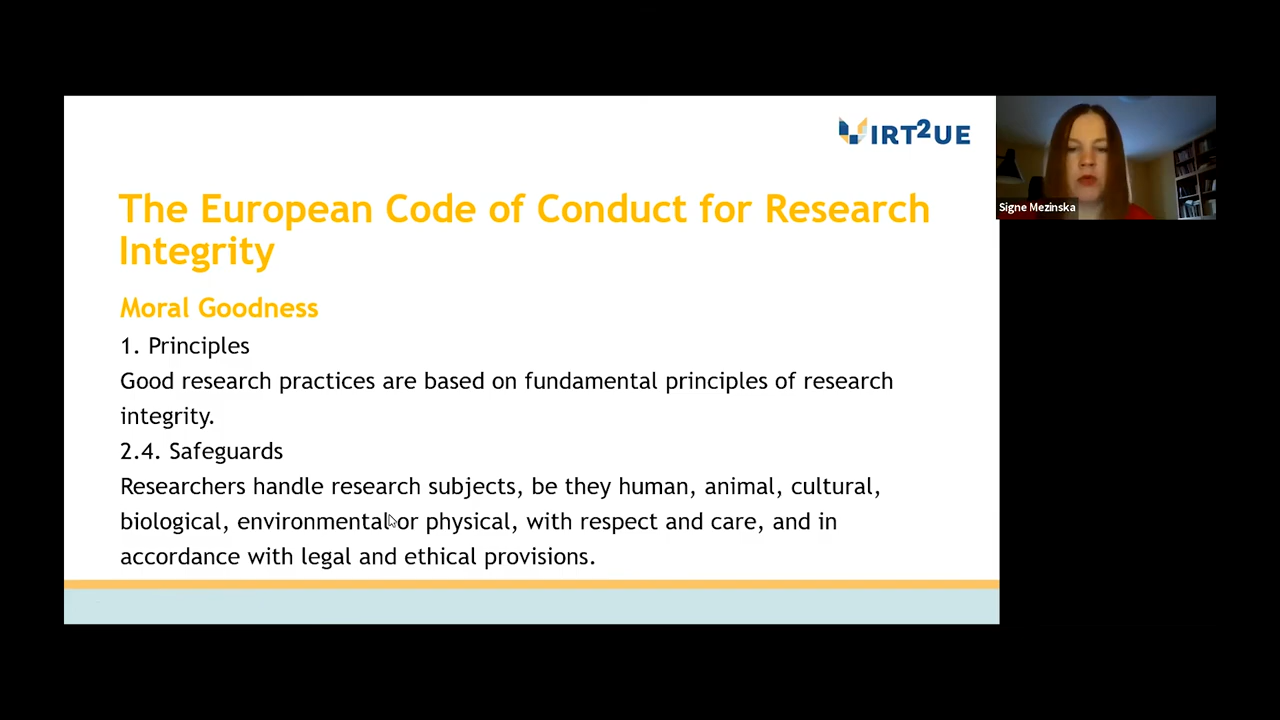 VIRT2UE
The European Code of Conduct for Research
Integrity
Moral Goodness
1. Principles
Good research practices are based on fundamental principles of research
integrity.
2.4. Safeguards
Researchers handle research subjects, be they human, animal, cultural,
biological, environmental or physical, with respect and care, and in
accordance with legal and ethical provisions.
Signe Mezinska